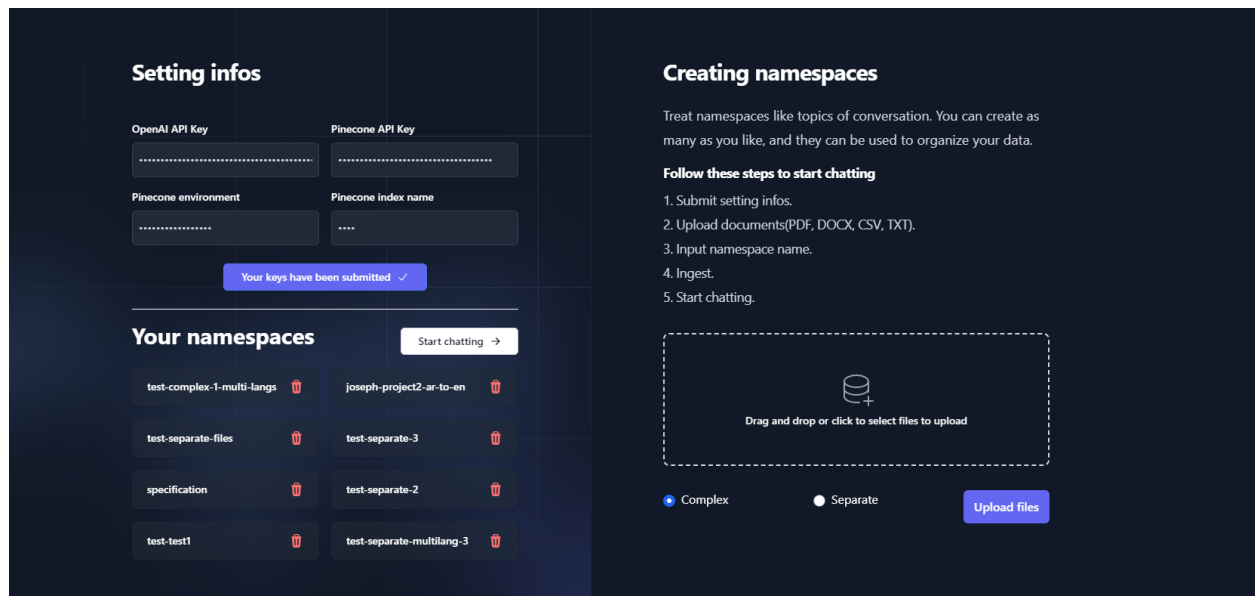 Setting infos
OpenAI API Key
Pinecone API Key
Pinecone environment
Pinecone index name
Your keys have been submitted
Your namespaces
Start chatting
test-complex-1-multi-langs
joseph-project2-ar-to-en
test-separate-files
test-separate-3
specification
test-separate-2
test-test1
test-separate-multilang-3
Creating namespaces
Treat namespaces like topics of conversation. You can create as
many as you like, and they can be used to organize your data.
Follow these steps to start chatting
1. Submit setting infos.
2. Upload documents(PDF, DOCX, CSV, TXT).
3. Input namespace name.
4. Ingest.
5. Start chatting.
Drag and drop or click to select files to upload
Complex
Separate
Upload files